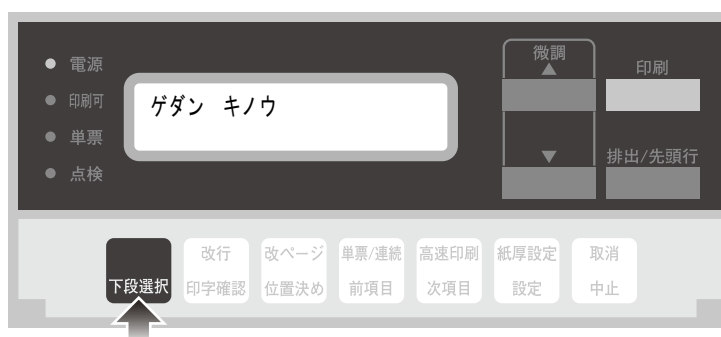 電源
印刷可
単票
点検
ゲダン キノウ
微調
▲
▼
印刷
排出/先頭行
下段選択
改行
印字確認
改ページ
位置決め
単票/連続
前項目
高速印刷
次項目
紙厚設定
設定
取消
中止